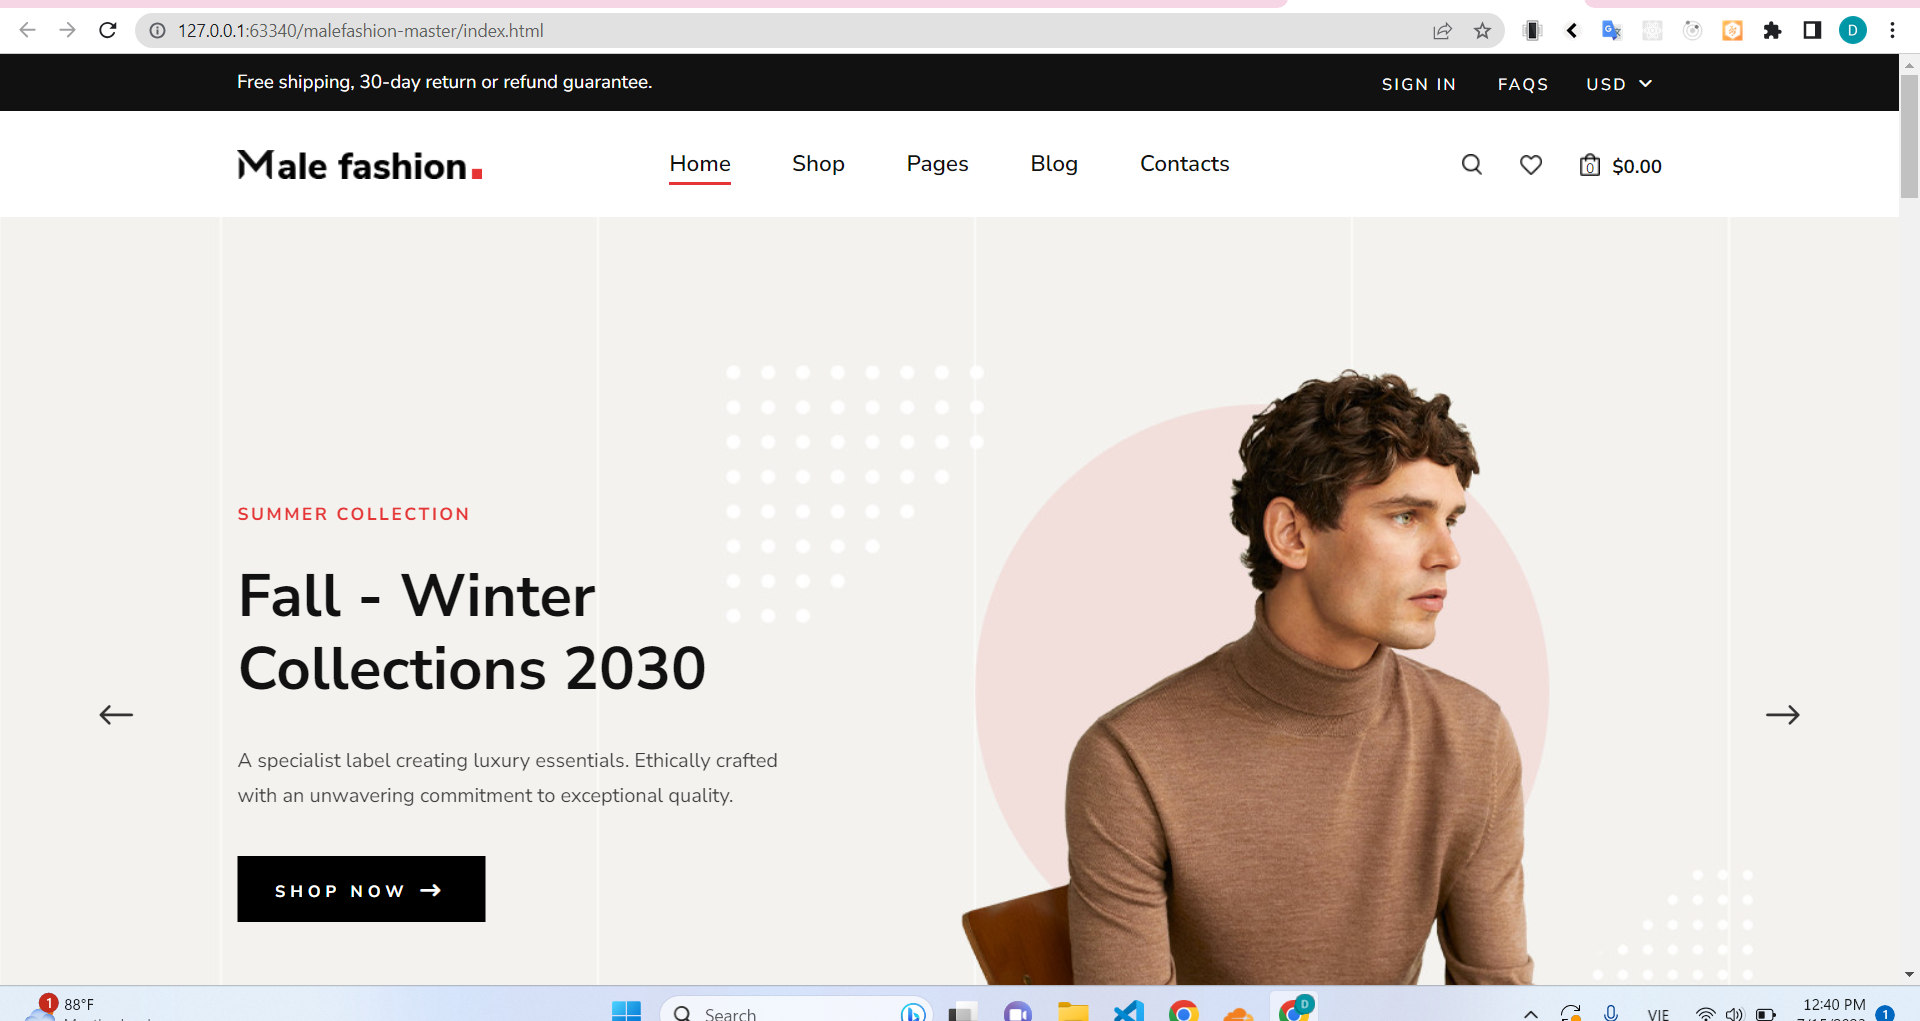 127.0.0.1:63340/malefashion-master/index.html
D
Free shipping, 30-day return or refund guarantee.
SIGN IN FAQS USD
Male fashion.
Home Shop Pages Blog Contacts
0 $0.00
SUMMER COLLECTION
Fall - Winter
Collections 2030
A specialist label creating luxury essentials. Ethically crafted
with an unwavering commitment to exceptional quality.
SHOP NOW
1
88°F
Search
D
VIE
12:40 PM
1